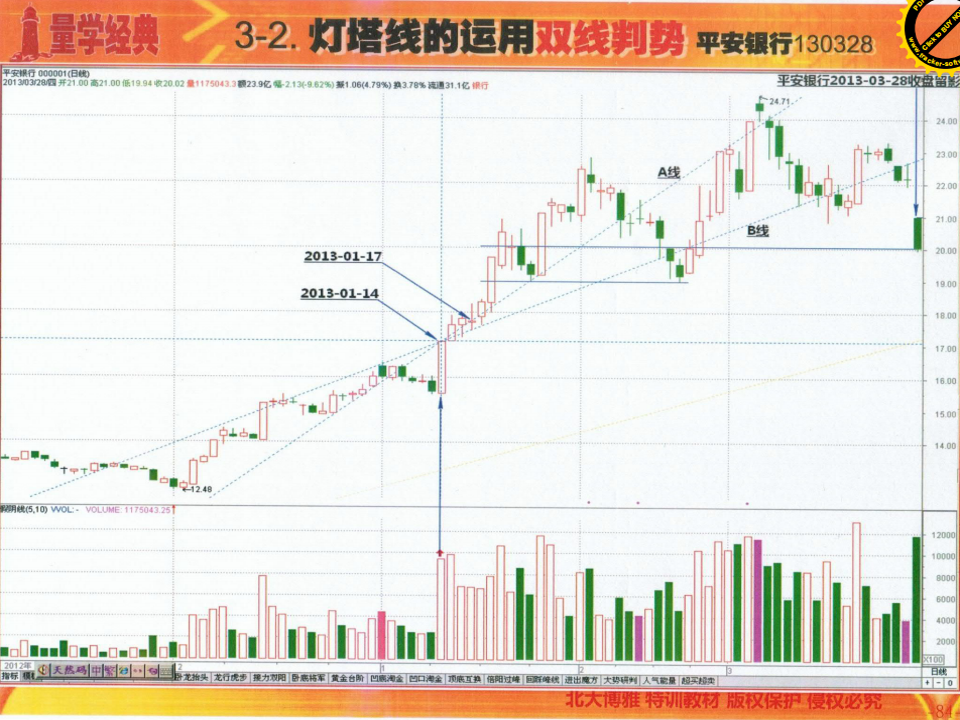 量学经典
3-2. 灯塔线的运用双线判势 平安银行130328
Click to BUY NOW
平安银行 000001(日线)
2013/03/28/四 开21.00 高21.00 低19.94 收20.02 量1175043.3 额23.9亿 幅-2.13(-9.62%) 振1.06(4.79%) 换3.78% 流通31.1亿 银行
平安银行2013-03-28收盘留影
24.71
24.00
23.00
A线
22.00
21.00
B线
20.00
2013-01-17
19.00
2013-01-14
18.00
17.00
16.00
15.00
14.00
←12.48
(5,10) VVOL: - VOLUME: 1175043.25
12000
10000
8000
6000
4000
2000
X100
2012年
2
1
2
3
日线
天然码
指标
卧龙抬头 龙行虎步 接力双阳 卧底将军 黄金台阶 凹底淘金 凹口淘金 顶底互换 倍阳过峰 回踩峰线 进出魔方 大势研判 人气能量 超买超卖
+ - 0
北大博雅 特训教材 版权保护 侵权必究
-84-